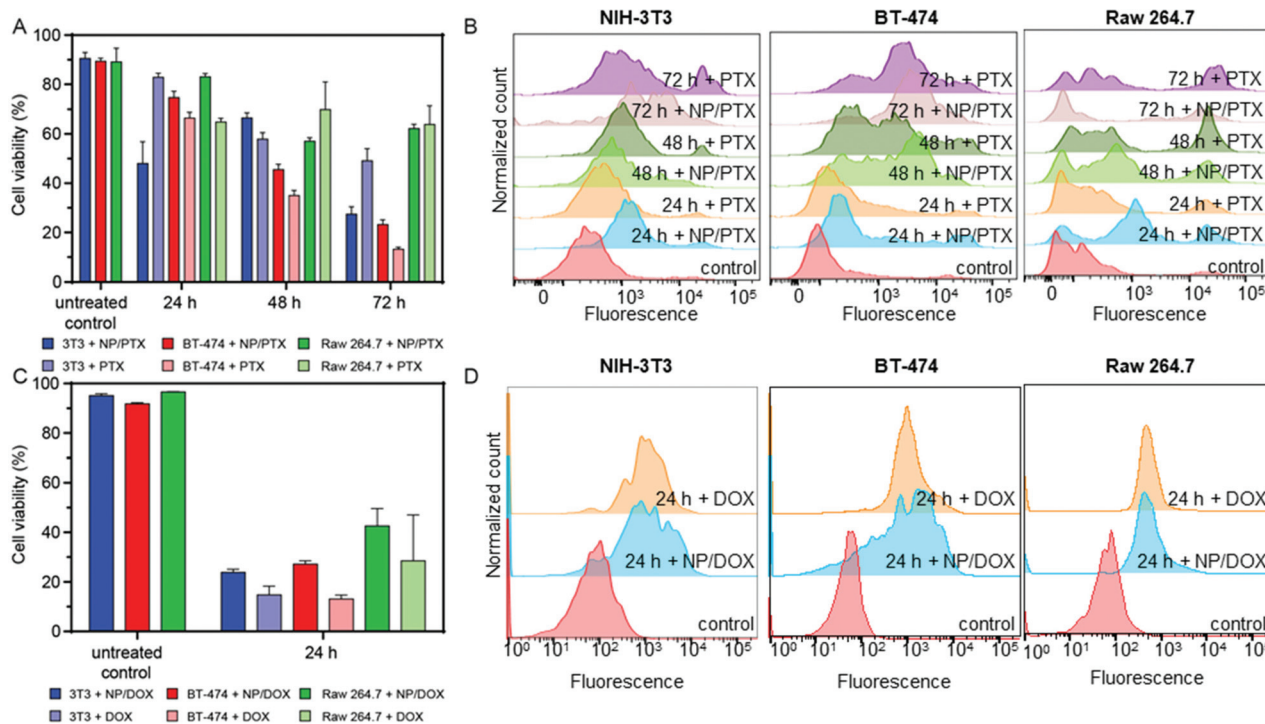 A
Cell viability (%)
100
80
60
40
20
0
untreated
control
24 h
48 h
72 h
3T3 + NP/PTX
BT-474 + NP/PTX
Raw 264.7 + NP/PTX
3T3 + PTX
BT-474 + PTX
Raw 264.7 + PTX
B
NIH-3T3
BT-474
Raw 264.7
Normalized count
72 h + PTX
72 h + NP/PTX
48 h + PTX
48 h + NP/PTX
24 h + PTX
24 h + NP/PTX
control
0 10³ 10⁴ 10⁵
Fluorescence
72 h + PTX
72 h + NP/PTX
48 h + PTX
48 h + NP/PTX
24 h + PTX
24 h + NP/PTX
control
0 10³ 10⁴ 10⁵
Fluorescence
72 h + PTX
72 h + NP/PTX
48 h + PTX
48 h + NP/PTX
24 h + PTX
24 h + NP/PTX
control
0 10³ 10⁴ 10⁵
Fluorescence
C
Cell viability (%)
100
80
60
40
20
0
untreated
control
24 h
3T3 + NP/DOX
BT-474 + NP/DOX
Raw 264.7 + NP/DOX
3T3 + DOX
BT-474 + DOX
Raw 264.7 + DOX
D
NIH-3T3
BT-474
Raw 264.7
Normalized count
24 h + DOX
24 h + NP/DOX
control
10⁰ 10¹ 10² 10³ 10⁴ 10⁵
Fluorescence
24 h + DOX
24 h + NP/DOX
control
10⁰ 10¹ 10² 10³ 10⁴ 10⁵
Fluorescence
24 h + DOX
24 h + NP/DOX
control
10⁰ 10¹ 10² 10³ 10⁴ 10⁵
Fluorescence